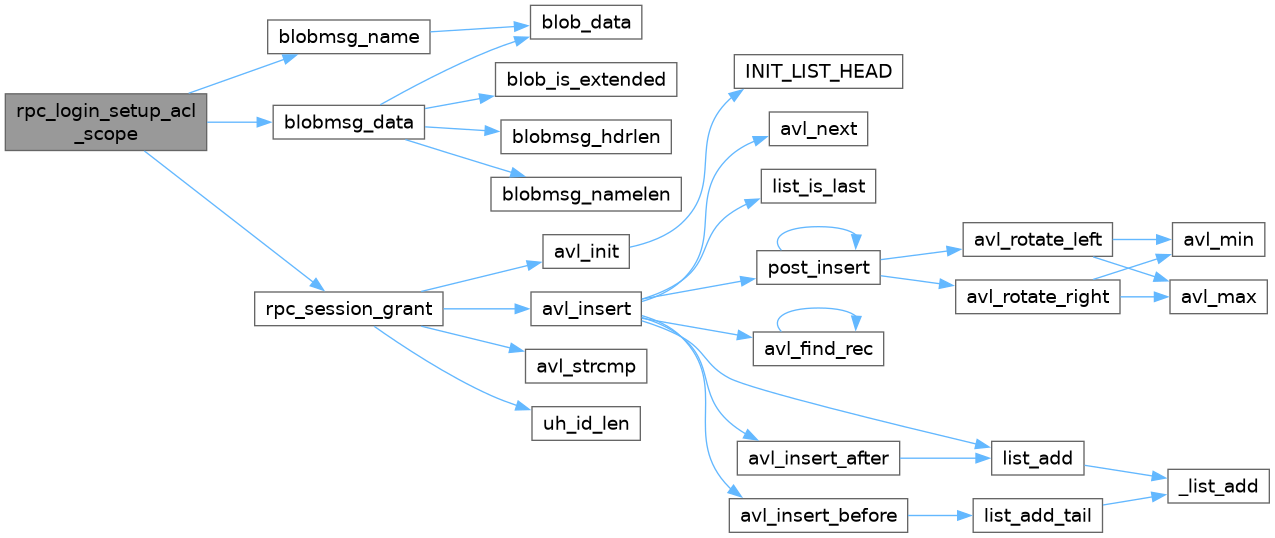 rpc_login_setup_acl
_scope
blobmsg_name
blob_data
blobmsg_data
blob_is_extended
blobmsg_hdrlen
blobmsg_namelen
rpc_session_grant
avl_init
INIT_LIST_HEAD
avl_insert
avl_next
list_is_last
post_insert
avl_rotate_left
avl_min
avl_rotate_right
avl_max
avl_find_rec
avl_strcmp
uh_id_len
avl_insert_after
list_add
_list_add
avl_insert_before
list_add_tail